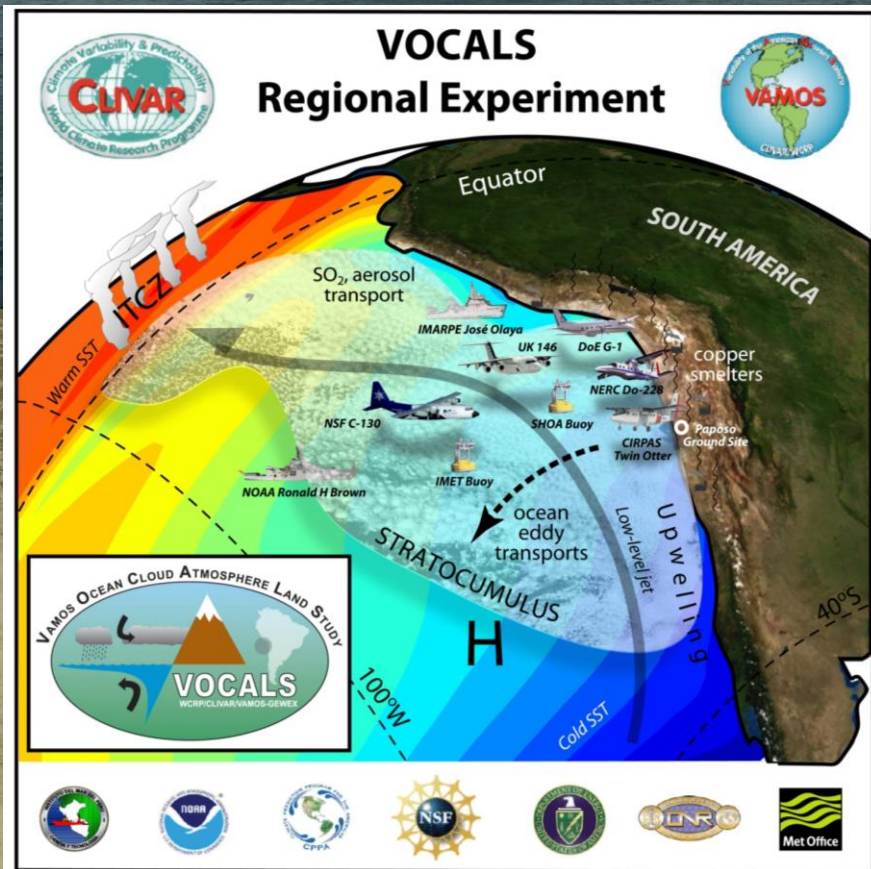 VOCALS
Regional Experiment
Climate Variability & Predictability
CLIVAR
World Climate Research Programme
VAMOS
CLIVAR/WCRP
Equator
SOUTH AMERICA
ITCZ
SO2, aerosol
transport
Warm SST
IMARPE José Olaya
UK 146
DoE G-1
copper
smelters
NERC Do-228
NSF C-130
SHOA Buoy
CIRPAS
Twin Otter
Paposo
Ground Site
NOAA Ronald H Brown
IMET Buoy
ocean
eddy
transports
STRATOCUMULUS
Low-level jet
Upwelling
H
40°S
100°W
Cold SST
VAMOS OCEAN CLOUD ATMOSPHERE LAND STUDY
VOCALS
WCRP/CLIVAR/VAMOS-GEWEX
NOAA
CPPA
NSF
Met Office